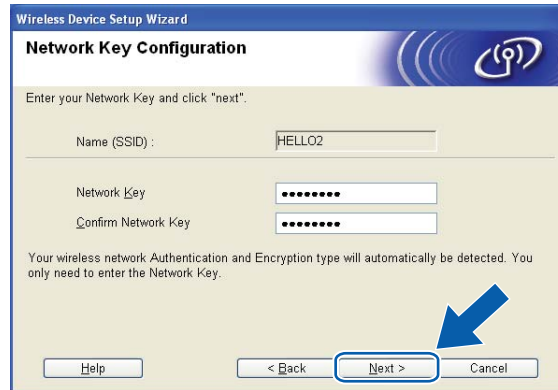 Wireless Device Setup Wizard
Network Key Configuration
Enter your Network Key and click "next".
Name (SSID) :
HELLO2
Network Key
••••••••
Confirm Network Key
••••••••
Your wireless network Authentication and Encryption type will automatically be detected. You
only need to enter the Network Key.
Help
< Back
Next >
Cancel